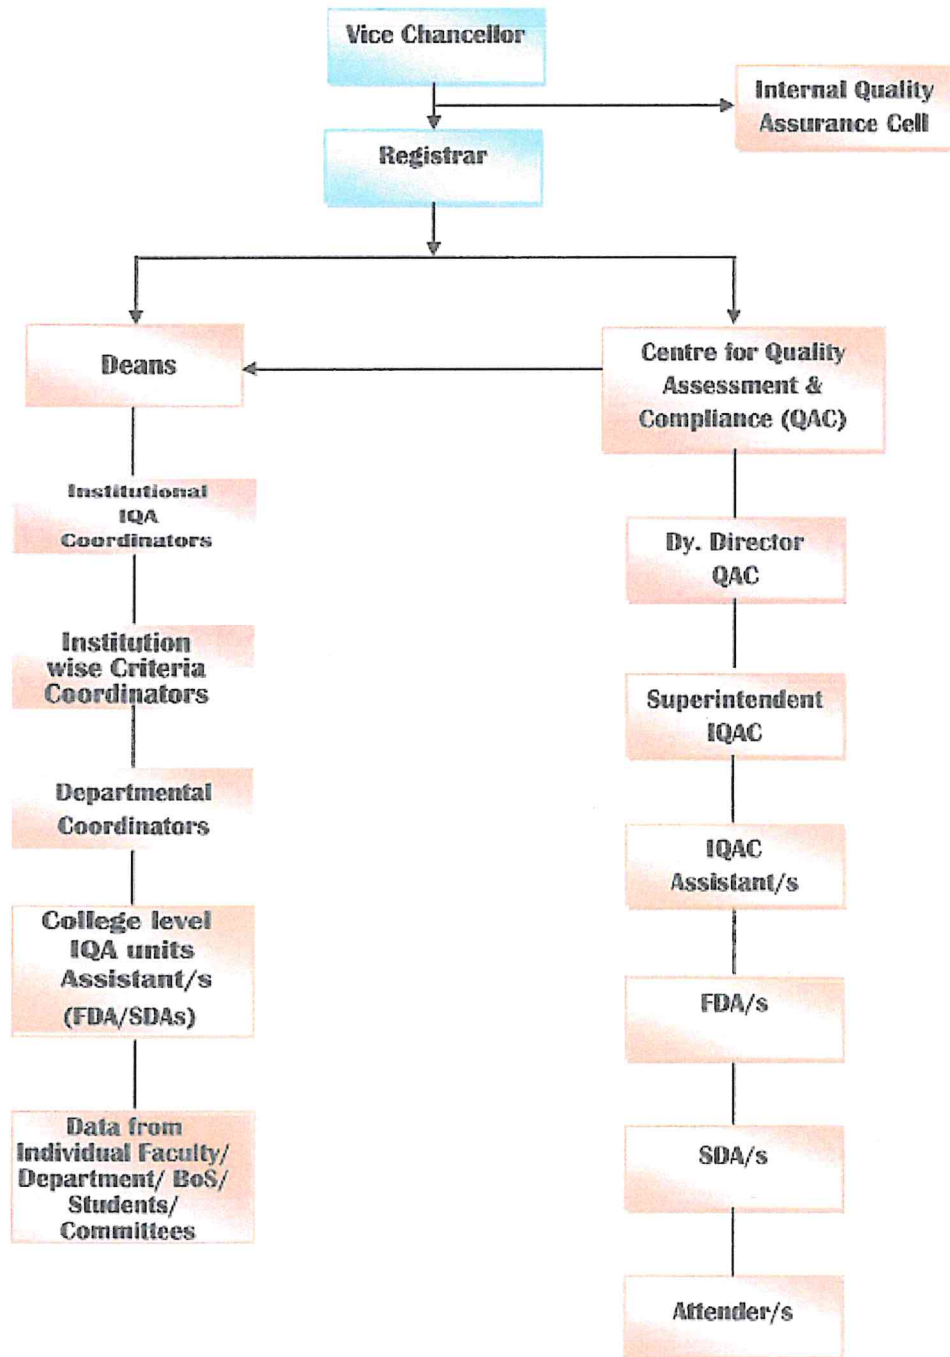 Vice Chancellor
Internal Quality
Assurance Cell
Registrar
Deans
Centre for Quality
Assessment &
Compliance (QAC)
Institutional
IQA
Coordinators
Dy. Director
QAC
Institution
wise Criteria
Coordinators
Superintendent
IQAC
Departmental
Coordinators
IQAC
Assistant/s
College level
IQA units
Assistant/s
(FDA/SDAs)
FDA/s
Data from
Individual Faculty/
Department/ BoS/
Students/
Committees
SDA/s
Attender/s